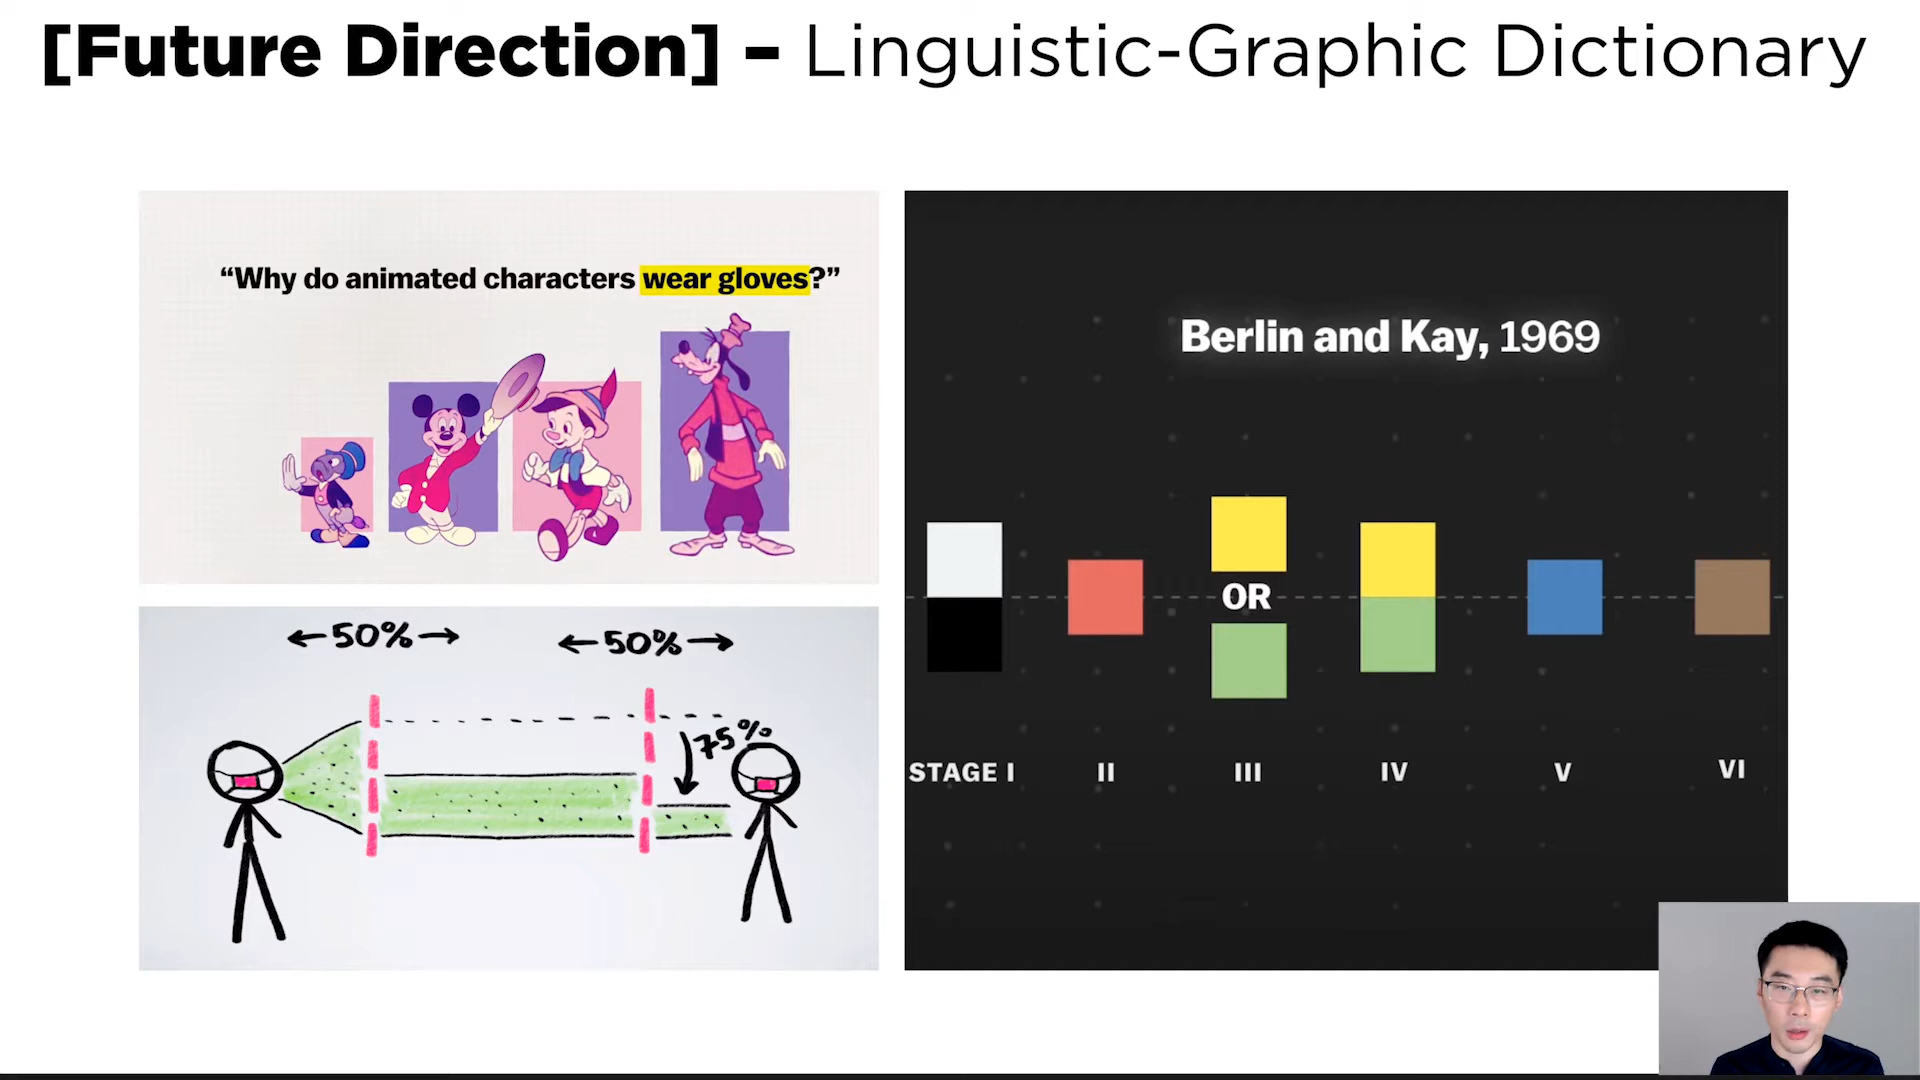 [Future Direction] – Linguistic-Graphic Dictionary
“Why do animated characters wear gloves?”
←50%→ ←50%→
75%
Berlin and Kay, 1969
OR
STAGE I II III IV V VI